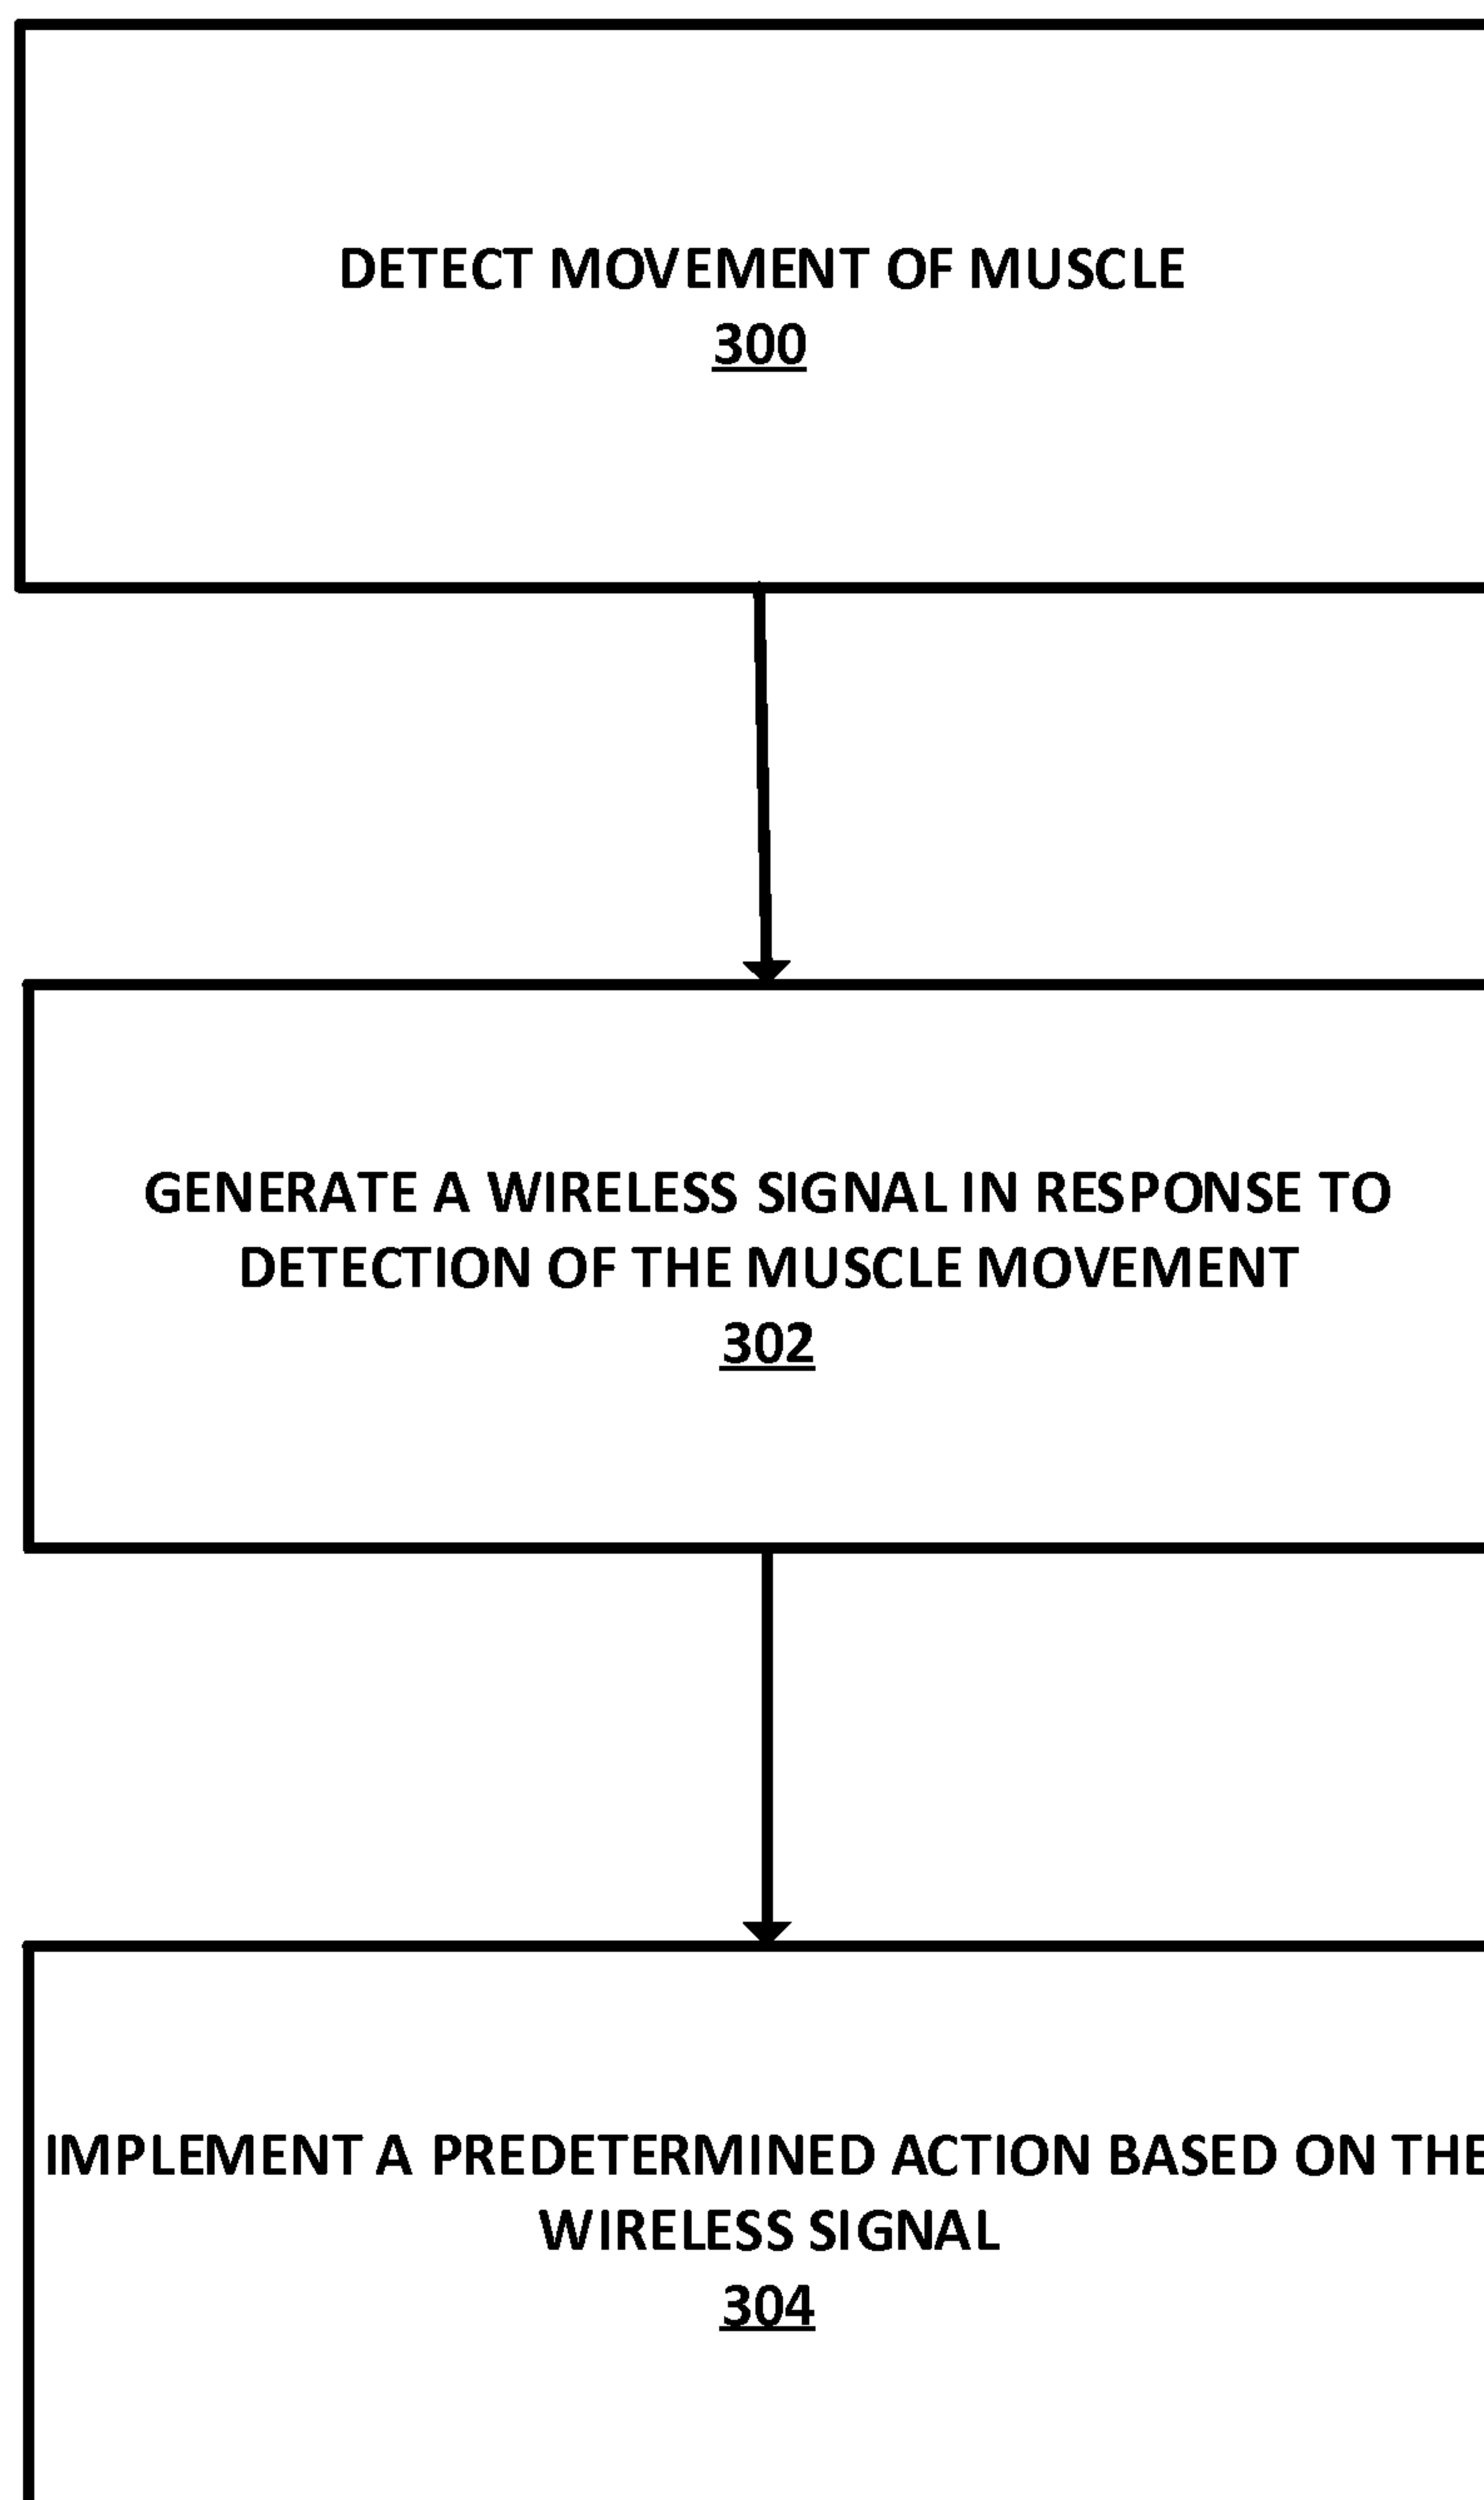 DETECT MOVEMENT OF MUSCLE
300
GENERATE A WIRELESS SIGNAL IN RESPONSE TO
DETECTION OF THE MUSCLE MOVEMENT
302
IMPLEMENT A PREDETERMINED ACTION BASED ON THE
WIRELESS SIGNAL
304